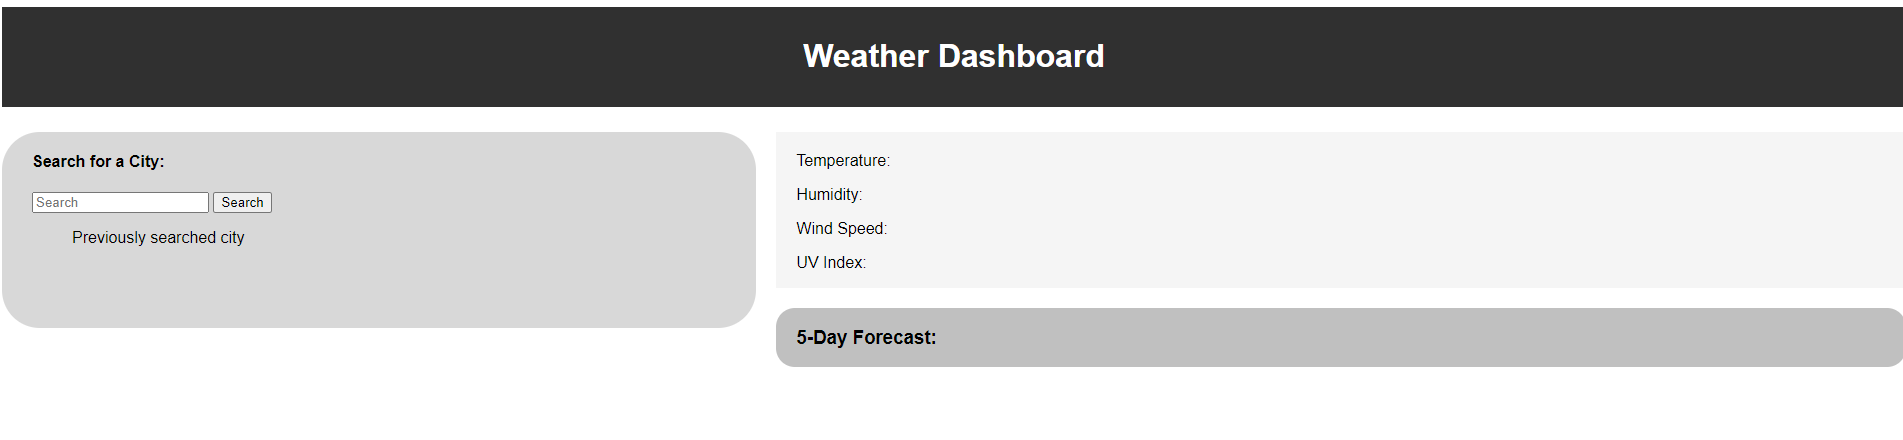 Weather Dashboard
Search for a City:
Search Search
Previously searched city
Temperature:
Humidity:
Wind Speed:
UV Index:
5-Day Forecast: